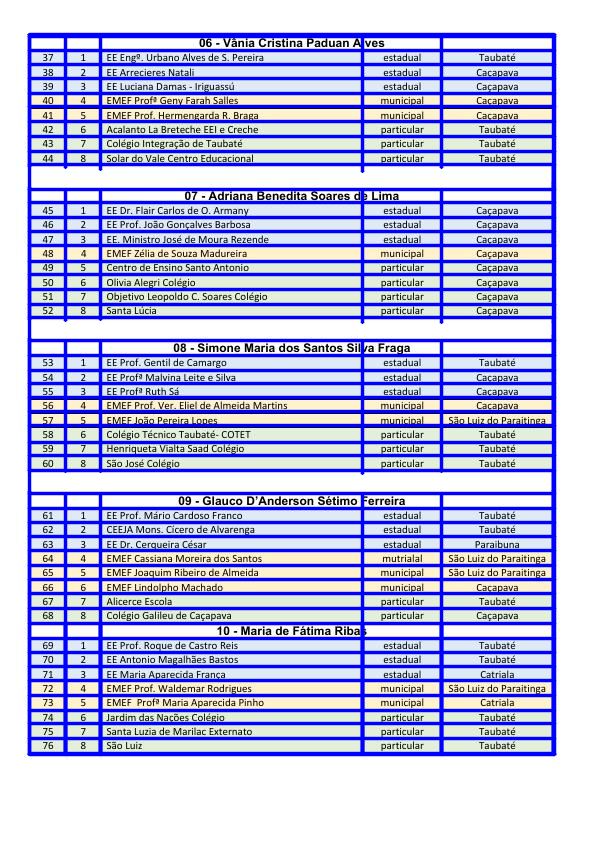 06 - Vânia Cristina Paduan Alves
37 1 EE Engº. Urbano Alves de S. Pereira estadual Taubaté
38 2 EE Arrecieres Natali estadual Caçapava
39 3 EE Luciana Damas - Iriguassú estadual Caçapava
40 4 EMEF Profª Geny Farah Salles municipal Caçapava
41 5 EMEF Prof. Hermengarda R. Braga municipal Caçapava
42 6 Acalanto La Breteche EEI e Creche particular Taubaté
43 7 Colégio Integração de Taubaté particular Taubaté
44 8 Solar do Vale Centro Educacional particular Taubaté
07 - Adriana Benedita Soares de Lima
45 1 EE Dr. Flair Carlos de O. Armany estadual Caçapava
46 2 EE Prof. João Gonçalves Barbosa estadual Caçapava
47 3 EE. Ministro José de Moura Rezende estadual Caçapava
48 4 EMEF Zélia de Souza Madureira municipal Caçapava
49 5 Centro de Ensino Santo Antonio particular Caçapava
50 6 Olivia Alegri Colégio particular Caçapava
51 7 Objetivo Leopoldo C. Soares Colégio particular Caçapava
52 8 Santa Lúcia particular Caçapava
08 - Simone Maria dos Santos Silva Fraga
53 1 EE Prof. Gentil de Camargo estadual Taubaté
54 2 EE Profª Malvina Leite e Silva estadual Caçapava
55 3 EE Profª Ruth Sá estadual Caçapava
56 4 EMEF Prof. Ver. Eliel de Almeida Martins municipal Caçapava
57 5 EMEF João Pereira Lopes municipal São Luiz do Paraitinga
58 6 Colégio Técnico Taubaté- COTET particular Taubaté
59 7 Henriqueta Vialta Saad Colégio particular Taubaté
60 8 São José Colégio particular Taubaté
09 - Glauco D’Anderson Sétimo Ferreira
61 1 EE Prof. Mário Cardoso Franco estadual Taubaté
62 2 CEEJA Mons. Cícero de Alvarenga estadual Taubaté
63 3 EE Dr. Cerqueira César estadual Paraibuna
64 4 EMEF Cassiana Moreira dos Santos mutrialal São Luiz do Paraitinga
65 5 EMEF Joaquim Ribeiro de Almeida municipal São Luiz do Paraitinga
66 6 EMEF Lindolpho Machado municipal Caçapava
67 7 Alicerce Escola particular Taubaté
68 8 Colégio Galileu de Caçapava particular Caçapava
10 - Maria de Fátima Ribas
69 1 EE Prof. Roque de Castro Reis estadual Taubaté
70 2 EE Antonio Magalhães Bastos estadual Taubaté
71 3 EE Maria Aparecida França estadual Catriala
72 4 EMEF Prof. Waldemar Rodrigues municipal São Luiz do Paraitinga
73 5 EMEF Profª Maria Aparecida Pinho municipal Catriala
74 6 Jardim das Nações Colégio particular Taubaté
75 7 Santa Luzia de Marilac Externato particular Taubaté
76 8 São Luiz particular Taubaté